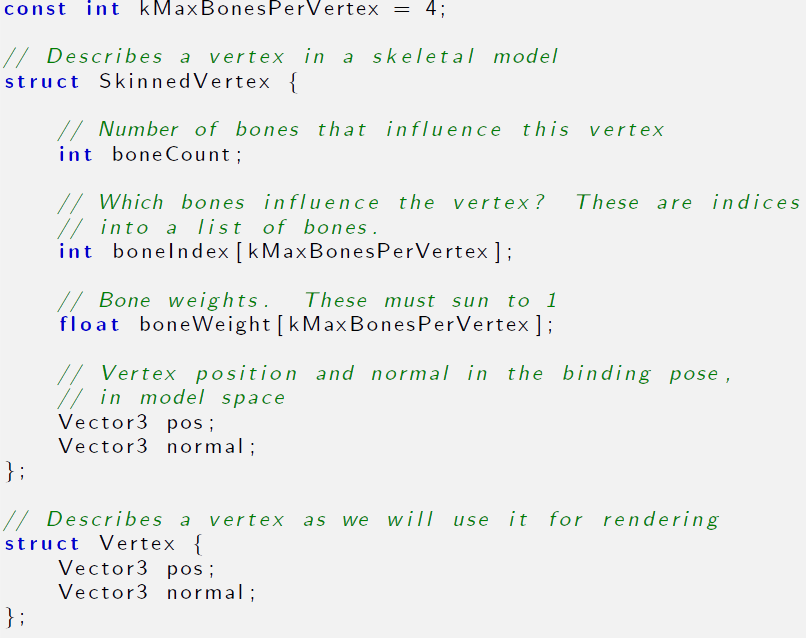 const int kMaxBonesPerVertex = 4;
// Describes a vertex in a skeletal model
struct SkinnedVertex {
// Number of bones that influence this vertex
int boneCount;
// Which bones influence the vertex?  These are indices
// into a list of bones.
int boneIndex[kMaxBonesPerVertex];
// Bone weights.  These must sun to 1
float boneWeight[kMaxBonesPerVertex];
// Vertex position and normal in the binding pose,
// in model space
Vector3 pos;
Vector3 normal;
};
// Describes a vertex as we will use it for rendering
struct Vertex {
Vector3 pos;
Vector3 normal;
};